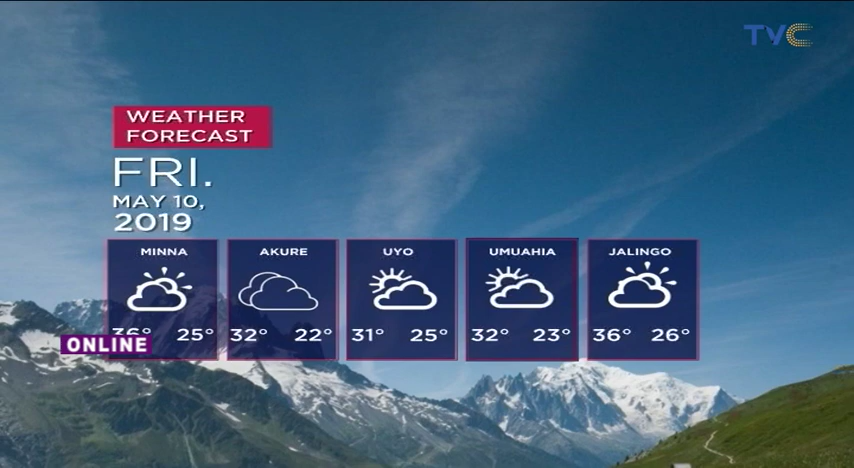 TVC
WEATHER
FORECAST
FRI.
MAY 10,
2019
MINNA
AKURE
UYO
UMUAHIA
JALINGO
36° 25°
32° 22°
31° 25°
32° 23°
36° 26°
ONLINE